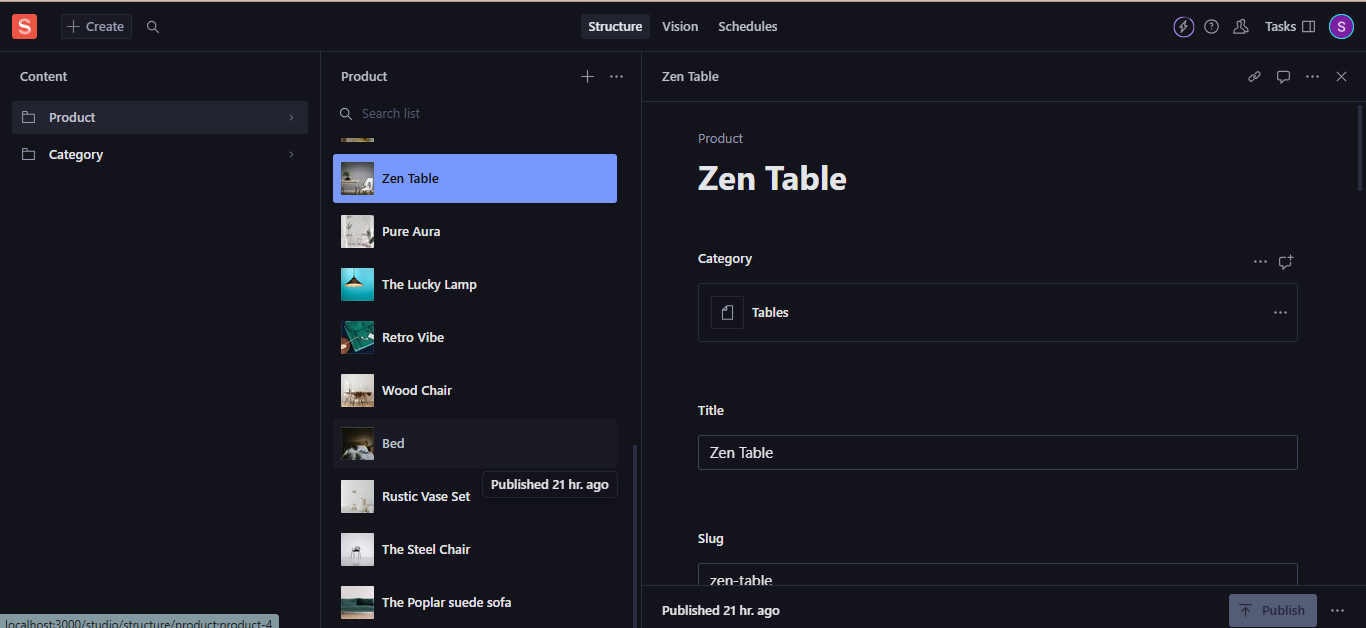 S
Create
Structure
Vision
Schedules
Tasks
S
Content
Product
Category
Product
Search list
Zen Table
Pure Aura
The Lucky Lamp
Retro Vibe
Wood Chair
Bed
Published 21 hr. ago
Rustic Vase Set
The Steel Chair
The Poplar suede sofa
Zen Table
Product
Zen Table
Category
Tables
Title
Zen Table
Slug
zen-table
Published 21 hr. ago
Publish
localhost:3000/studio/structure/product;product-4